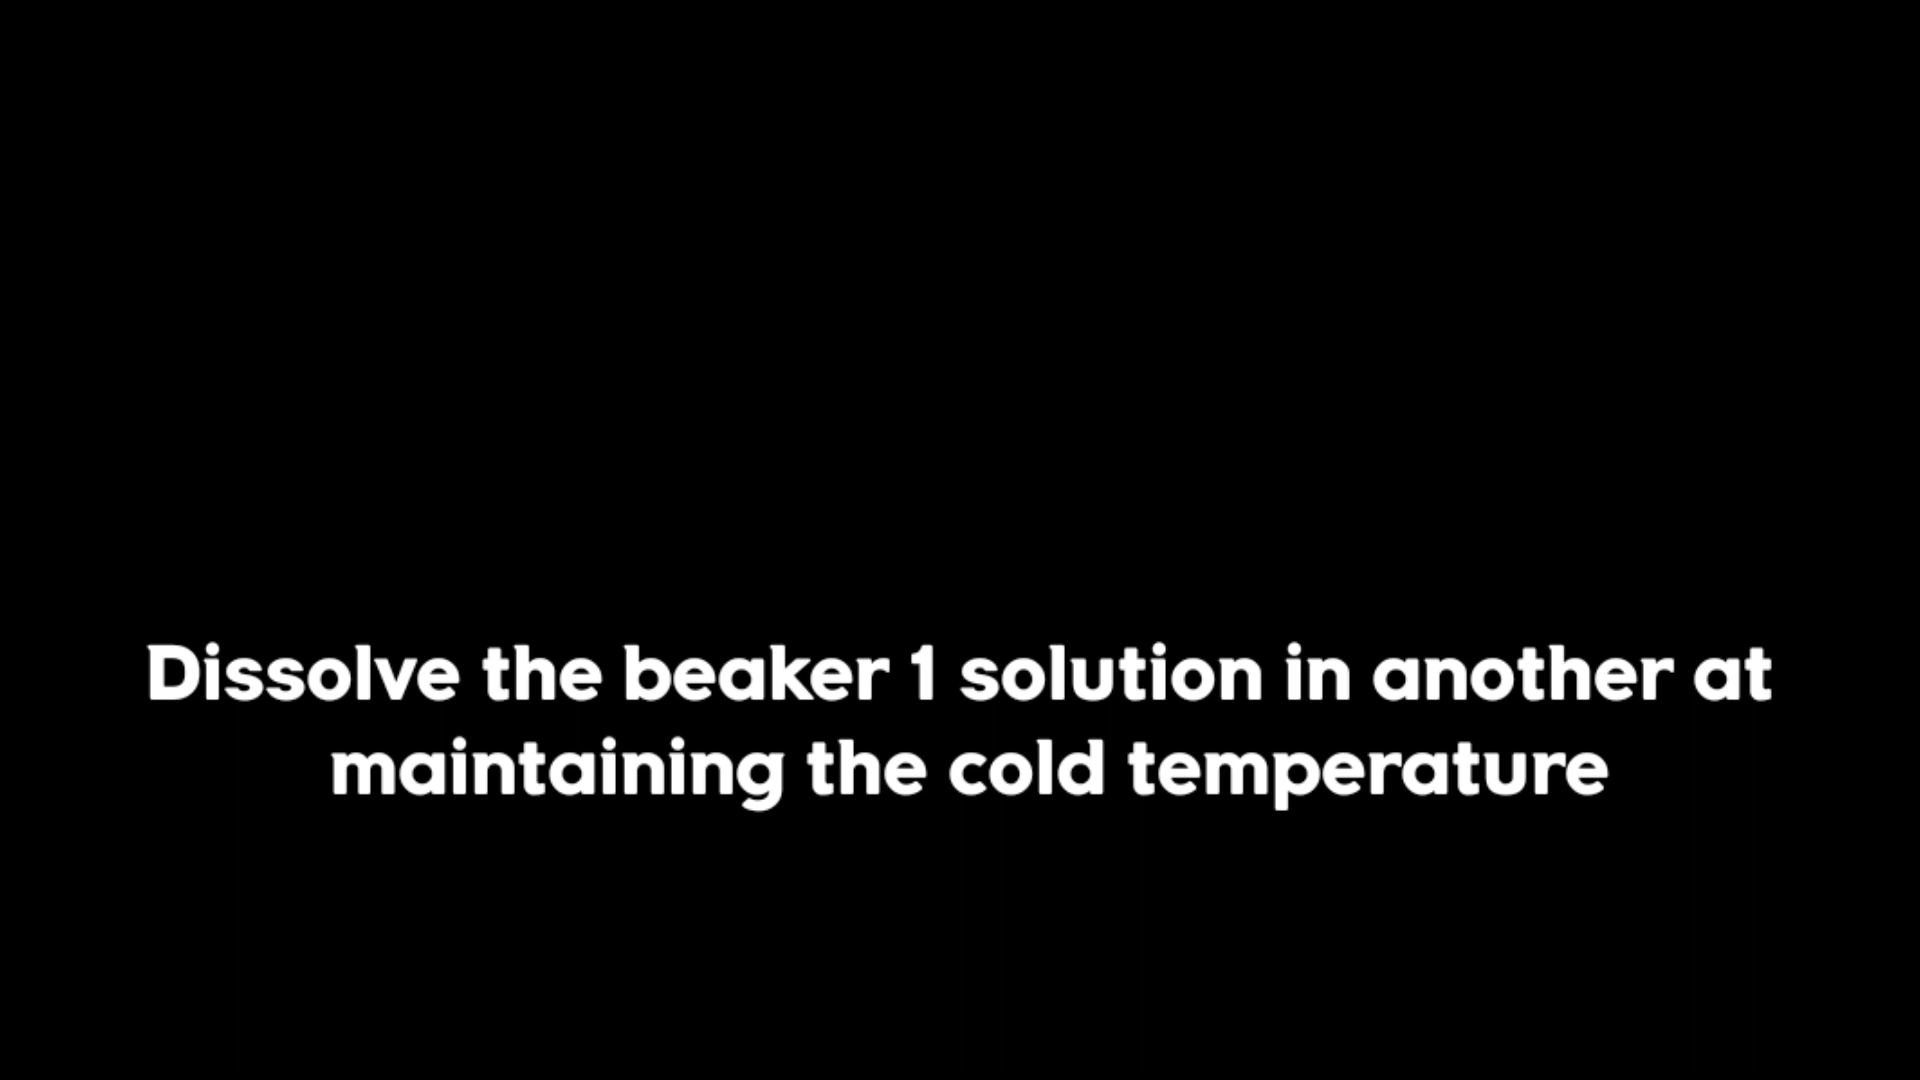 Dissolve the beaker 1 solution in another at
maintaining the cold temperature